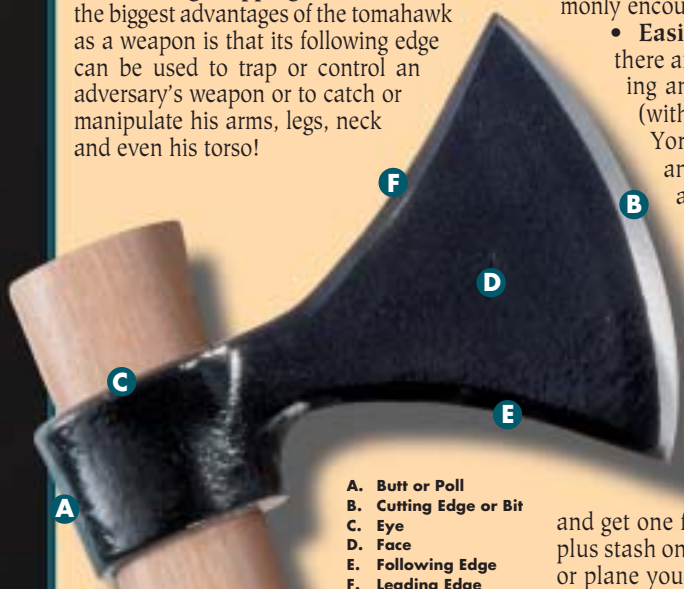 the biggest advantages of the tomahawk
as a weapon is that its following edge
can be used to trap or control an
adversary's weapon or to catch or
manipulate his arms, legs, neck
and even his torso!
monly encou
• Easi
there a
ing a
(with
Yor
a
F
B
D
C
E
A
A. Butt or Poll
B. Cutting Edge or Bit
C. Eye
D. Face
E. Following Edge
F. Leading Edge
and get one f
plus stash on
or plane you